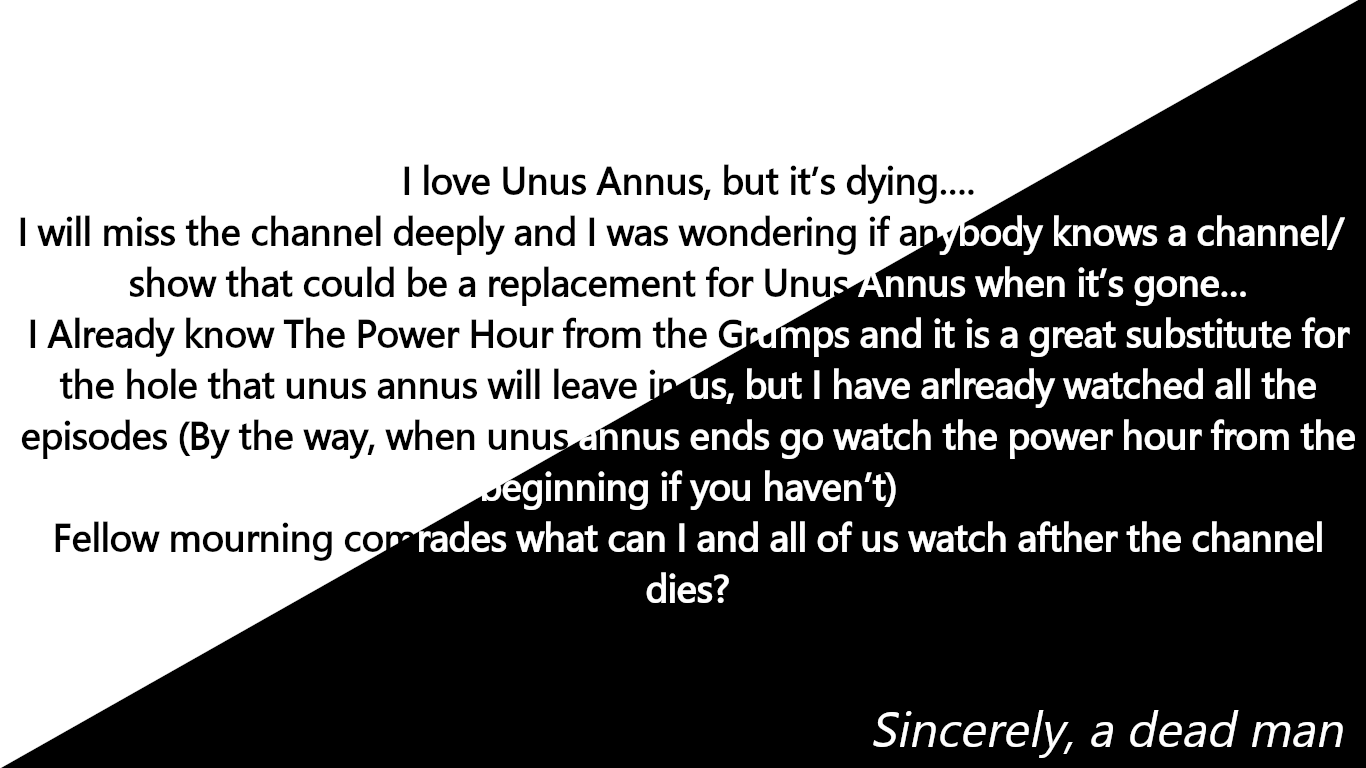 I love Unus Annus, but it’s dying....
I will miss the channel deeply and I was wondering if anybody knows a channel/
show that could be a replacement for Unus Annus when it’s gone...
I Already know The Power Hour from the Grumps and it is a great substitute for
the hole that unus annus will leave in us, but I have arlready watched all the
episodes (By the way, when unus annus ends go watch the power hour from the
beginning if you haven’t)
Fellow mourning comrades what can I and all of us watch afther the channel
dies?
Sincerely, a dead man